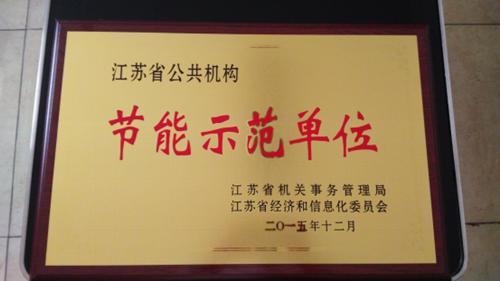 江苏省公共机构
节能示范单位
江苏省机关事务管理局
江苏省经济和信息化委员会
二〇一五年十二月